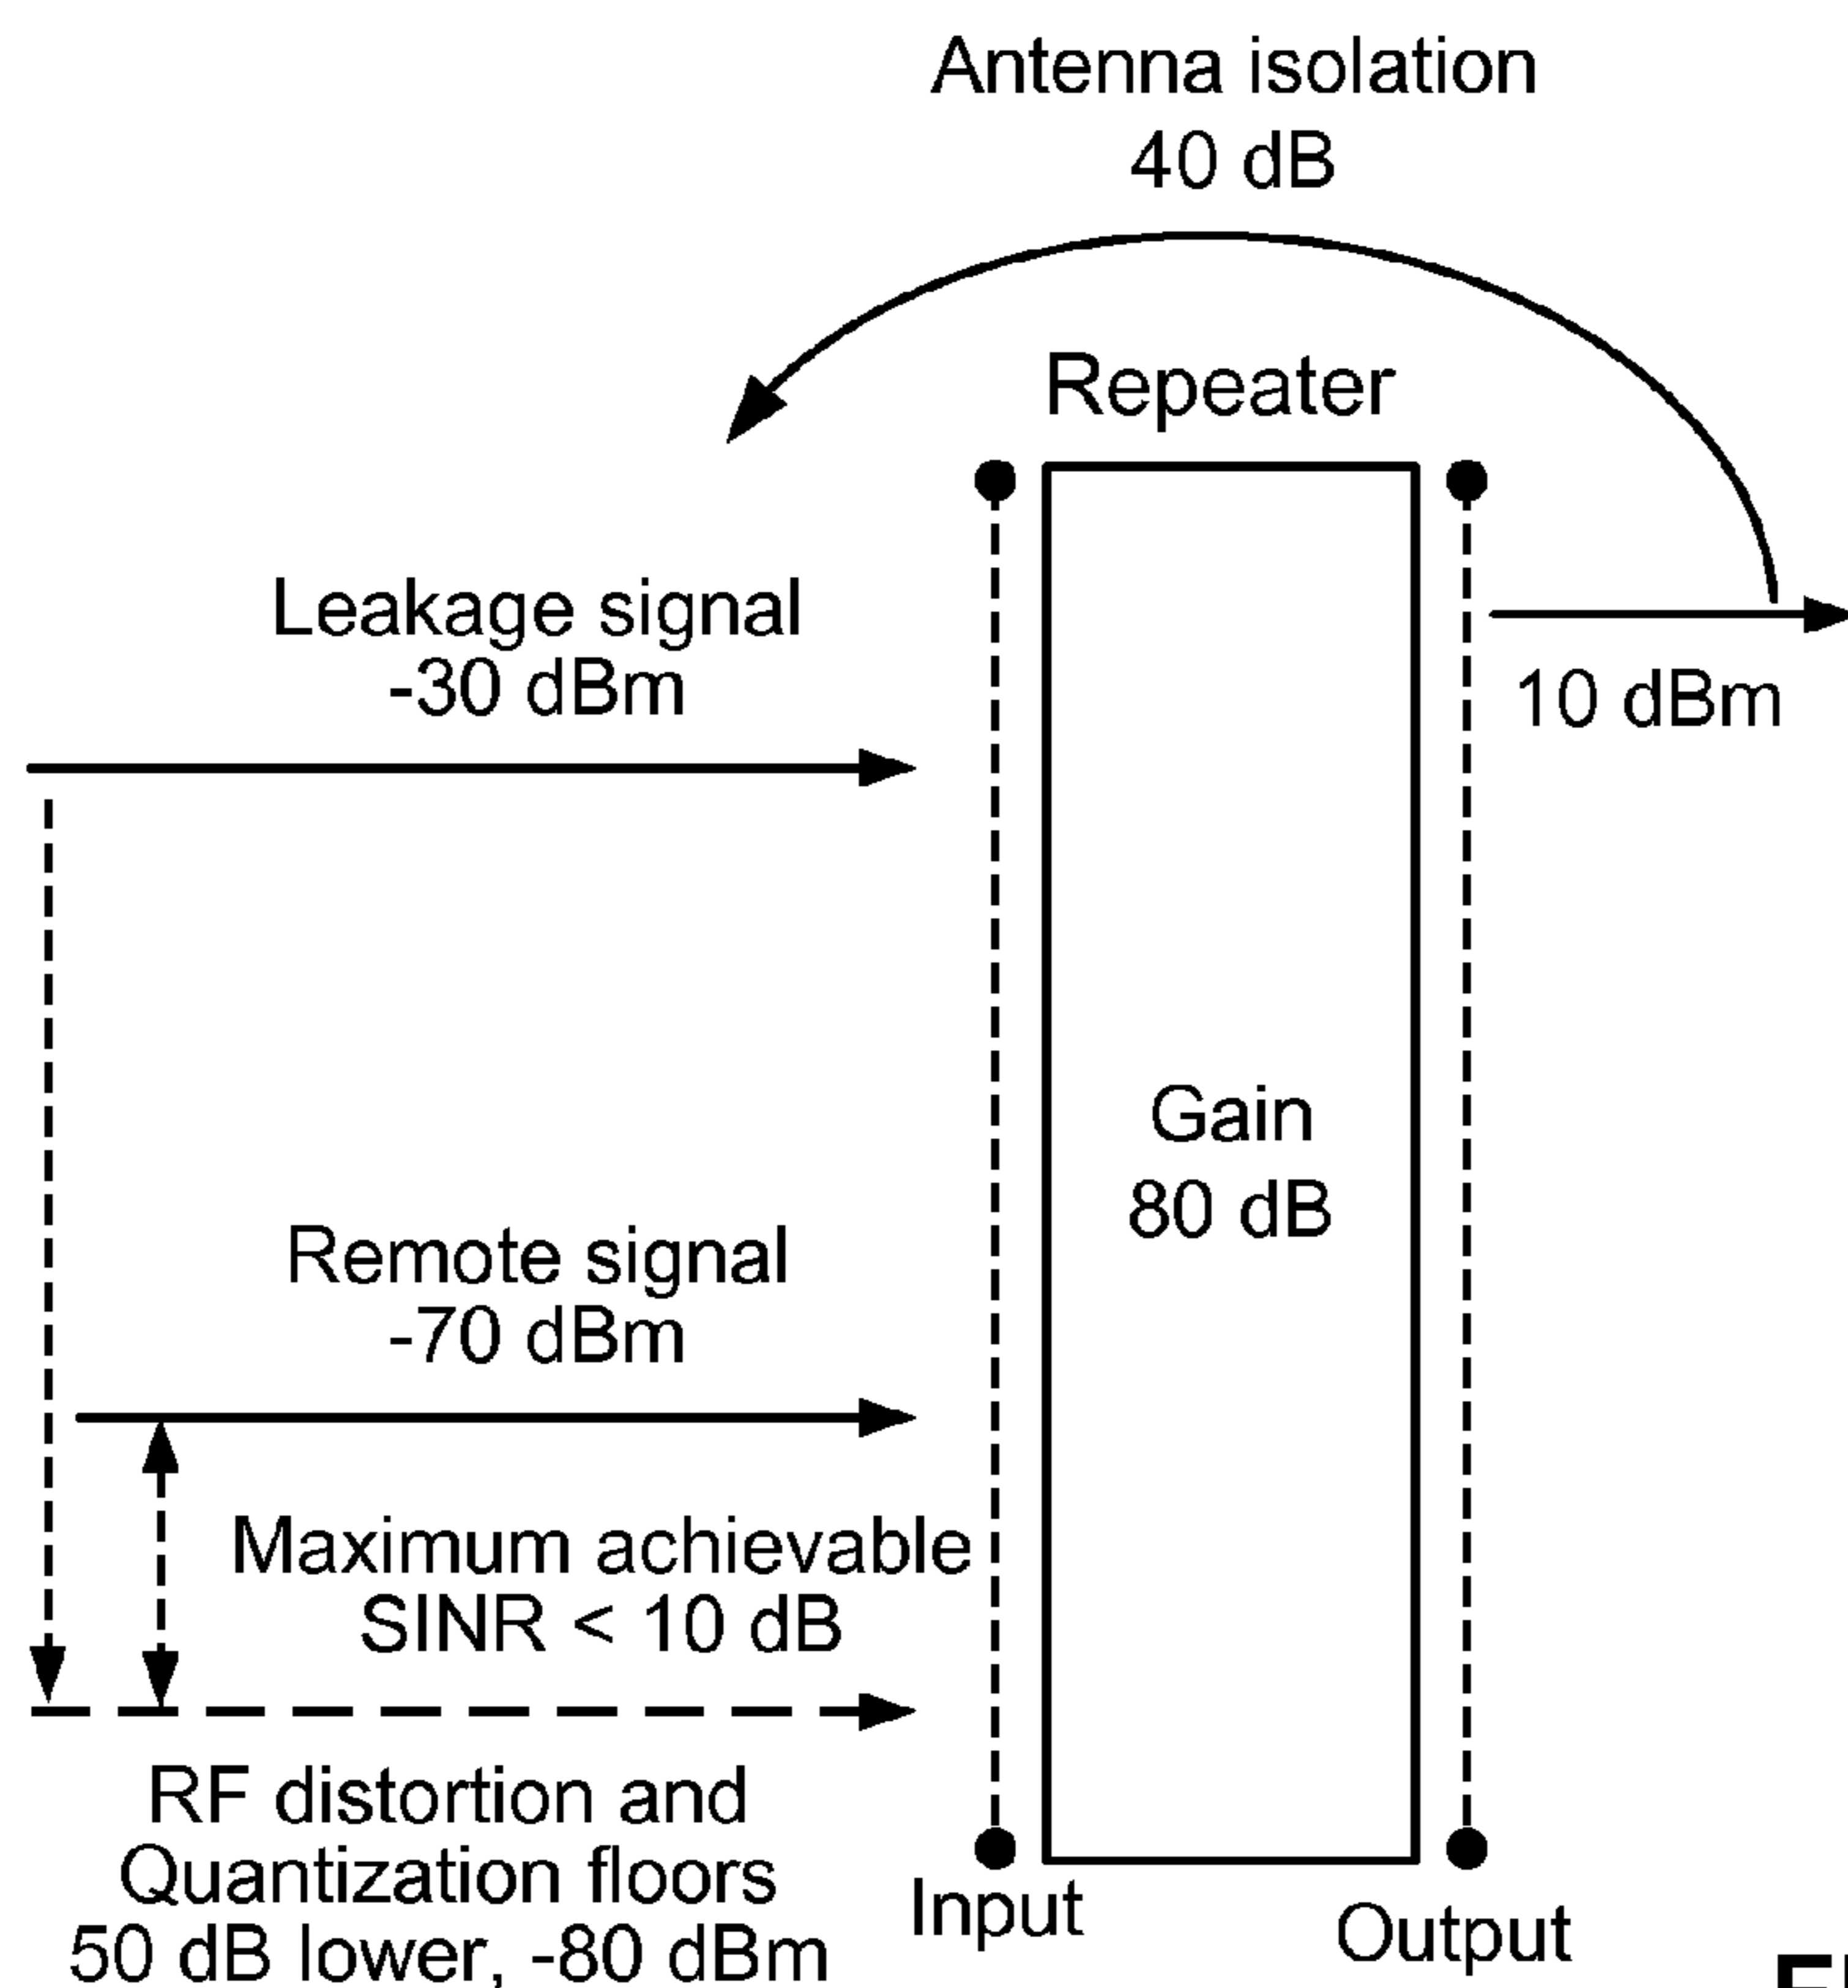 Antenna isolation
40 dB
Repeater
Leakage signal
-30 dBm
10 dBm
Gain
80 dB
Remote signal
-70 dBm
Maximum achievable
SINR < 10 dB
RF distortion and
Quantization floors
50 dB lower, -80 dBm
Input
Output